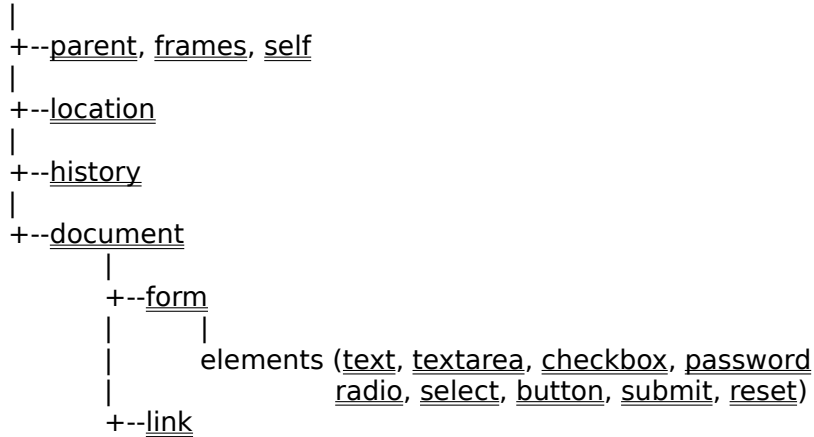 |
+--parent, frames, self
|
+--location
|
+--history
|
+--document
            |
            +--form
            |           |
            |           elements (text, textarea, checkbox, password
            |                            radio, select, button, submit, reset)
            +--link